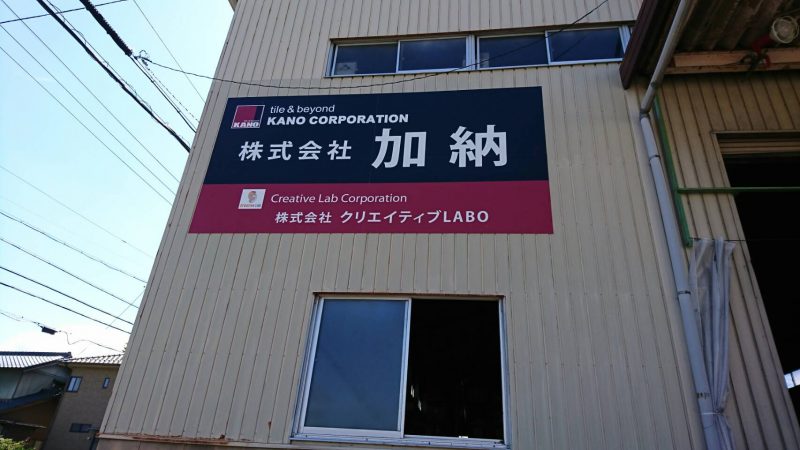 tile & beyond
KANO KANO CORPORATION
株式会社 加納
Creative Lab Corporation
株式会社 クリエイティブLABO